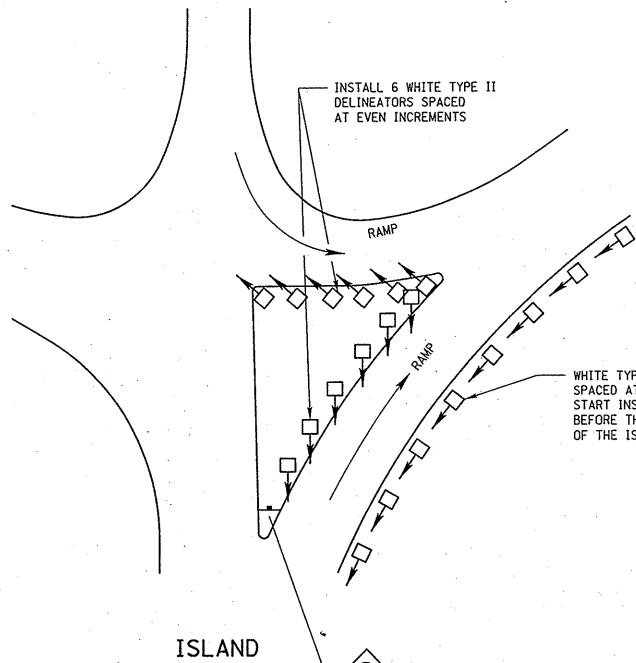 INSTALL 6 WHITE TYPE II
DELINEATORS SPACED
AT EVEN INCREMENTS
RAMP
RAMP
WHITE TYP
SPACED AT
START INS
BEFORE TH
OF THE IS
ISLAND